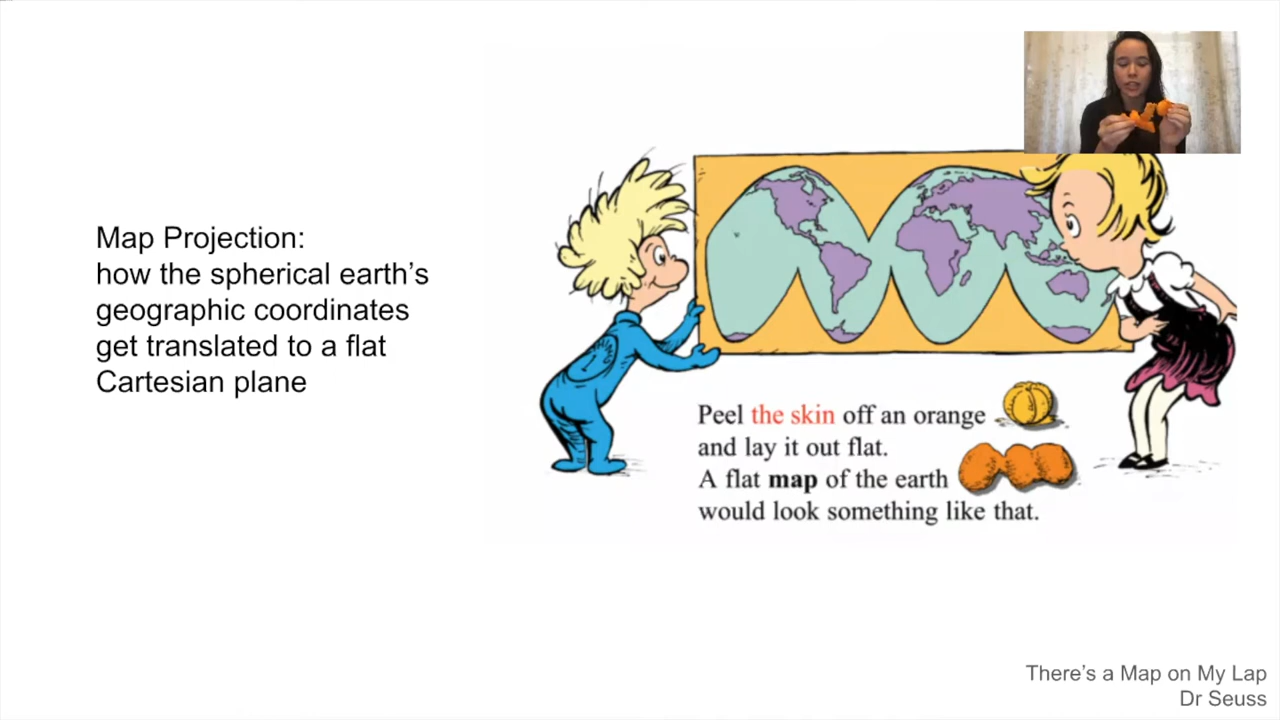 Map Projection:
how the spherical earth's
geographic coordinates
get translated to a flat
Cartesian plane
Peel the skin off an orange
and lay it out flat.
A flat map of the earth
would look something like that.
There's a Map on My Lap
Dr Seuss